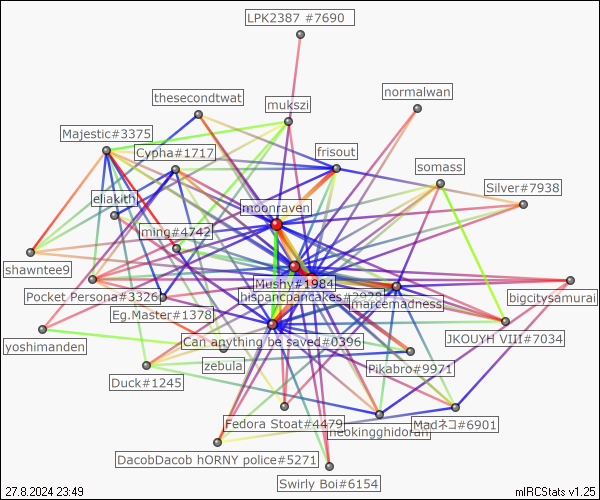 LPK2387 #7690
normalwan
thesecondtwat
mukszi
Majestic#3375
Cypha#1717
frisout
somass
Silver#7938
eliakith
moonraven
ming#4742
shawntee9
Mushy#1984
Pocket Persona#3326
hispancpancakes#2929
marcemadness
bigcitysamurai
Eg.Master#1378
yoshimanden
Can anything be saved#0396
JKOUYH VIII#7034
zebula
Pikabro#9971
Duck#1245
Fedora Stoat#4479
neokingghidorah
Madネコ#6901
DacobDacob hORNY police#5271
Swirly Boi#6154
27.8.2024 23:49
mIRCStats v1.25